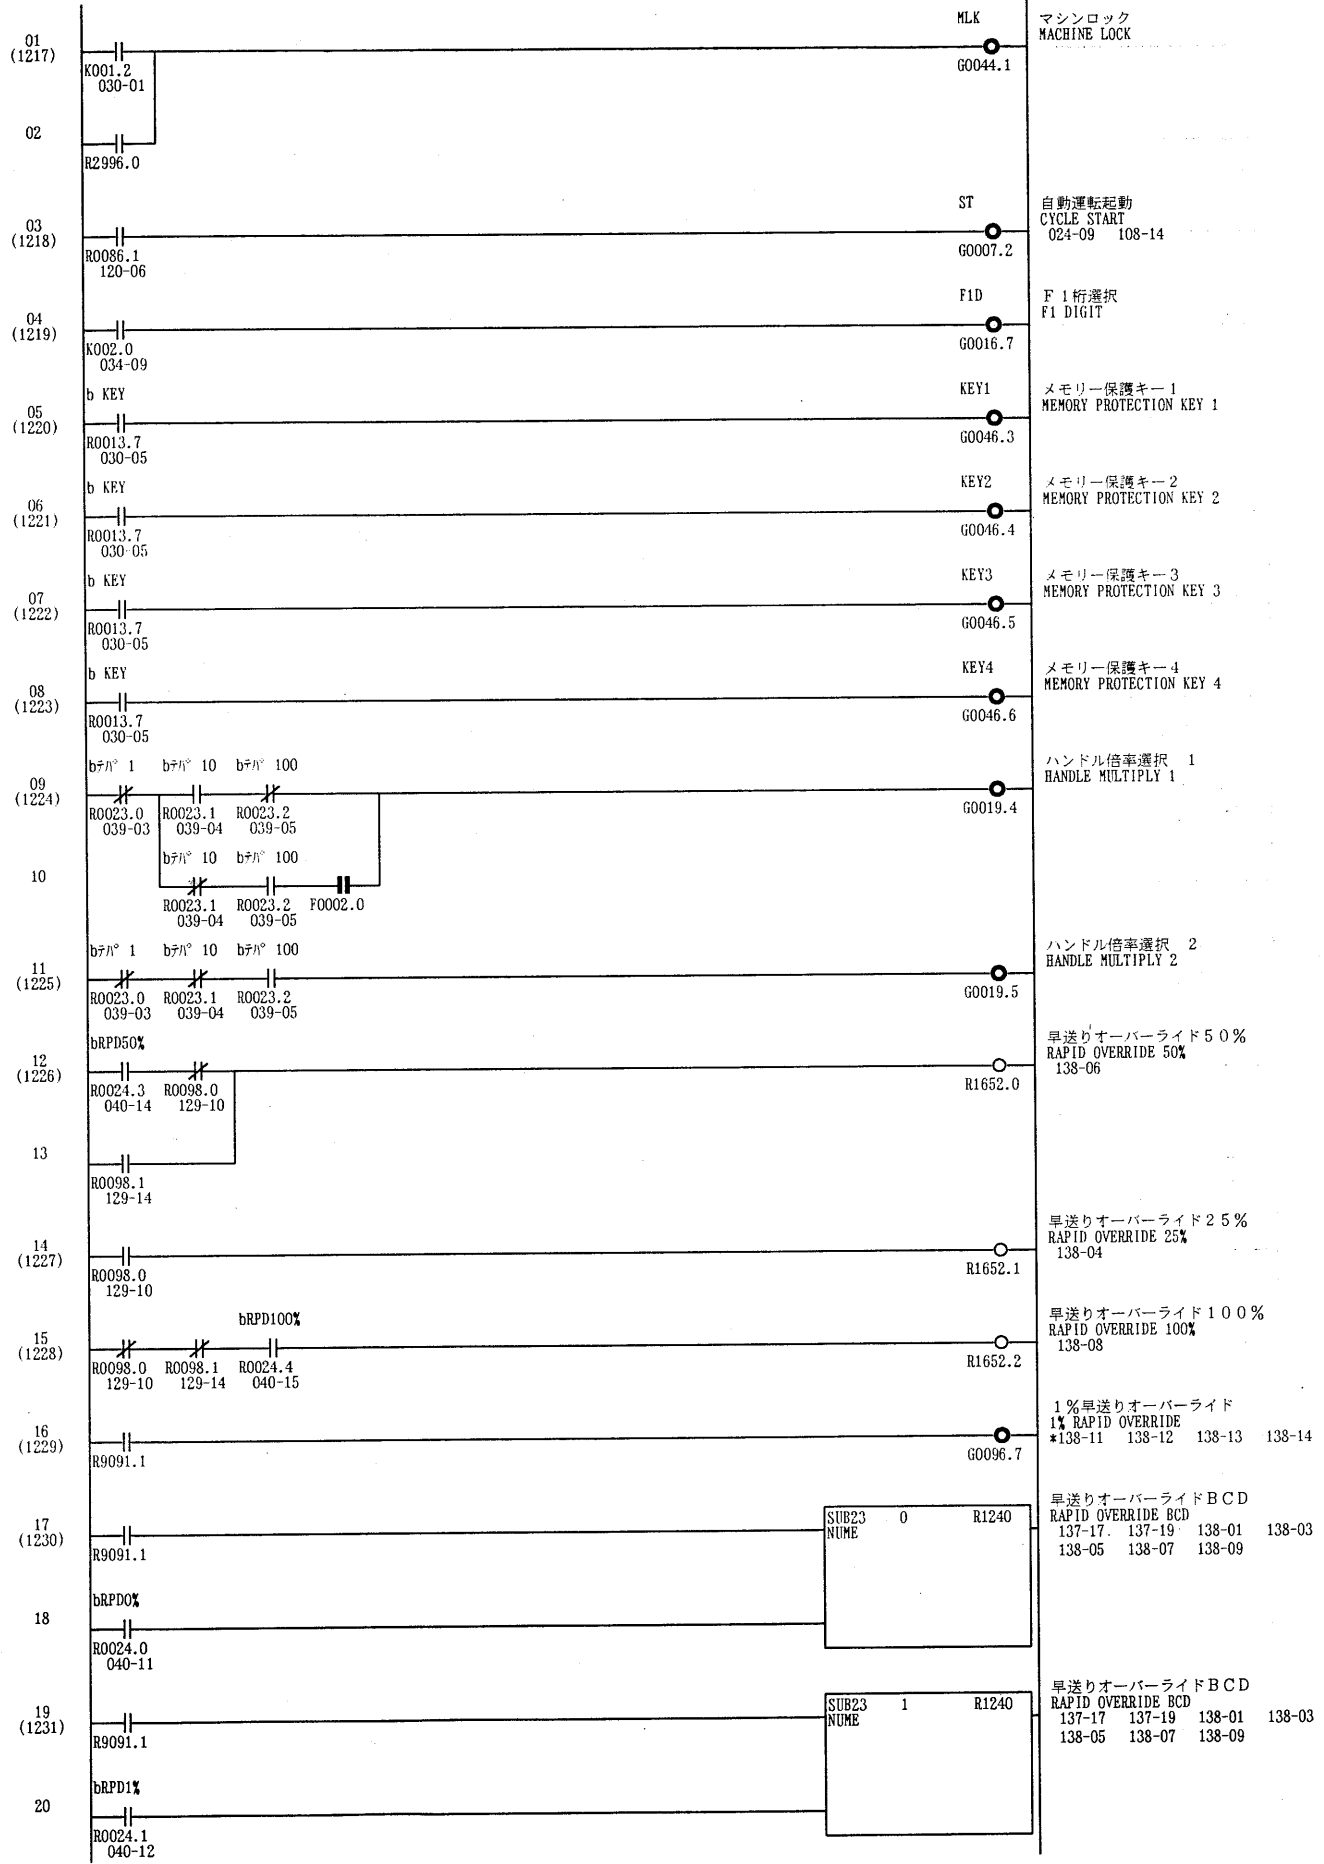 MLK マシンロック
01 MACHINE LOCK
(1217)
K001.2 G0044.1
030-01
02
R2996.0
ST 自動運転起動
03 CYCLE START
(1218) 024-09 108-14
R0086.1 G0007.2
120-06
F1D F 1桁選択
04 F1 DIGIT
(1219)
K002.0 G0016.7
034-09
b KEY KEY1 メモリー保護キー1
05 MEMORY PROTECTION KEY 1
(1220)
R0013.7 G0046.3
030-05
b KEY KEY2 メモリー保護キー2
06 MEMORY PROTECTION KEY 2
(1221)
R0013.7 G0046.4
030-05
b KEY KEY3 メモリー保護キー3
07 MEMORY PROTECTION KEY 3
(1222)
R0013.7 G0046.5
030-05
b KEY KEY4 メモリー保護キー4
08 MEMORY PROTECTION KEY 4
(1223)
R0013.7 G0046.6
030-05
bテパ 1 bテパ 10 bテパ 100 ハンドル倍率選択 1
09 HANDLE MULTIPLY 1
(1224)
R0023.0 R0023.1 R0023.2 G0019.4
039-03 039-04 039-05
bテパ 10 bテパ 100
10
R0023.1 R0023.2 F0002.0
039-04 039-05
bテパ 1 bテパ 10 bテパ 100 ハンドル倍率選択 2
11 HANDLE MULTIPLY 2
(1225)
R0023.0 R0023.1 R0023.2 G0019.5
039-03 039-04 039-05
bRPD50% 早送りオーバーライド50%
12 RAPID OVERRIDE 50%
(1226) 138-06
R0024.3 R0098.0 R1652.0
040-14 129-10
13
R0098.1
129-14
早送りオーバーライド25%
14 RAPID OVERRIDE 25%
(1227) 138-04
R0098.0 R1652.1
129-10
bRPD100% 早送りオーバーライド100%
15 RAPID OVERRIDE 100%
(1228) 138-08
R0098.0 R0098.1 R0024.4 R1652.2
129-10 129-14 040-15
1%早送りオーバーライド
16 1% RAPID OVERRIDE
(1229) *138-11 138-12 138-13 138-14
R9091.1 G0096.7
早送りオーバーライドBCD
17 SUB23 0 R1240 RAPID OVERRIDE BCD
(1230) NUME 137-17 137-19 138-01 138-03
R9091.1 138-05 138-07 138-09
bRPD0%
18
R0024.0
040-11
早送りオーバーライドBCD
19 SUB23 1 R1240 RAPID OVERRIDE BCD
(1231) NUME 137-17 137-19 138-01 138-03
R9091.1 138-05 138-07 138-09
bRPD1%
20
R0024.1
040-12